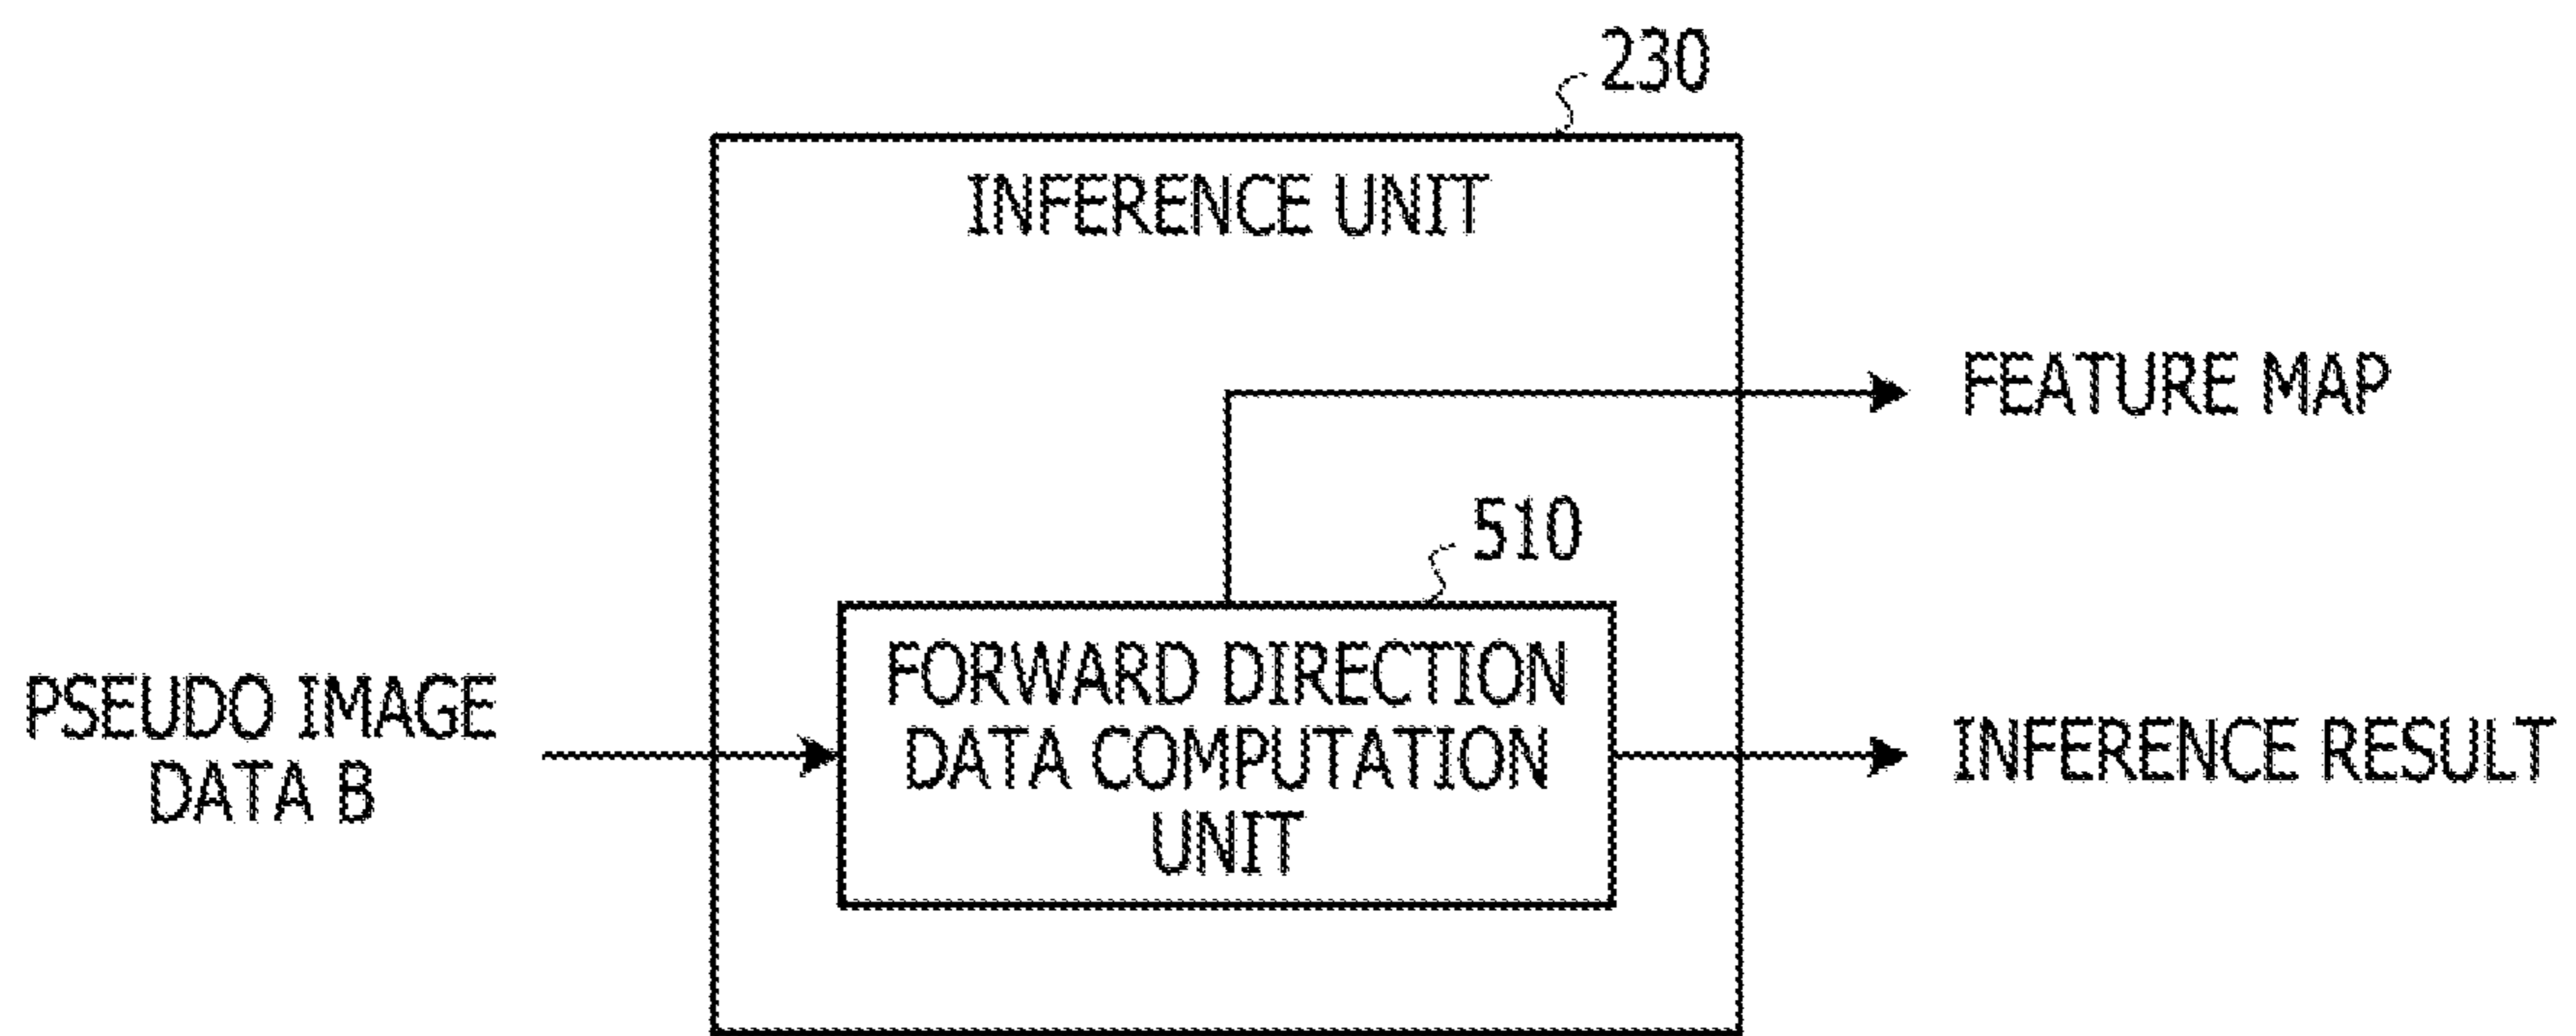 230
INFERENCE UNIT
FEATURE MAP
510
FORWARD DIRECTION
DATA COMPUTATION
UNIT
PSEUDO IMAGE
DATA B
INFERENCE RESULT